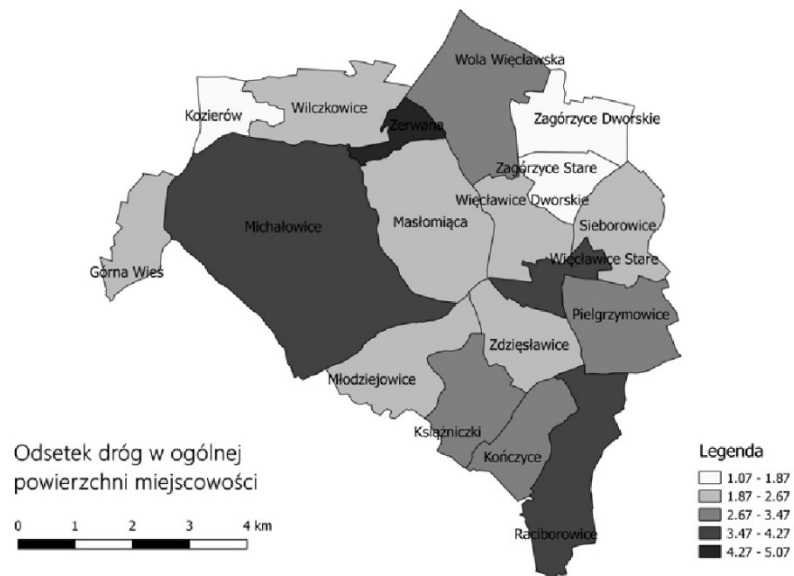 Wola Więcławska
Kozierów
Wilczkowice
Zerwana
Zagórzyce Dworskie
Zagórzyce Stare
Więcławice Dworskie
Michałowice
Masłomiąca
Sieborowice
Górna Wieś
Więcławice Stare
Pielgrzymowice
Zdzięsławice
Młodziejowice
Książniczki
Kończyce
Raciborowice
Odsetek dróg w ogólnej
powierzchni miejscowości
0 1 2 3 4 km
Legenda
1.07 - 1.87
1.87 - 2.67
2.67 - 3.47
3.47 - 4.27
4.27 - 5.07